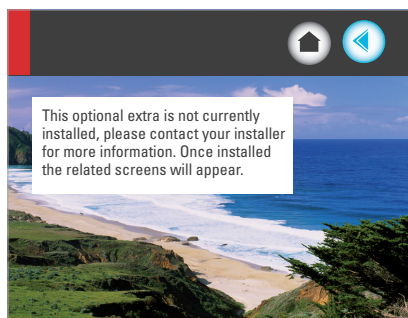 This optional extra is not currently
installed, please contact your installer
for more information. Once installed
the related screens will appear.